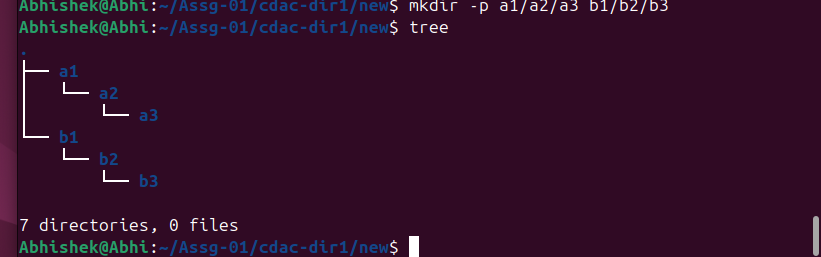 Abhishek@Abhi:~/Assg-01/cdac-dir1/new$ mkdir -p a1/a2/a3 b1/b2/b3
Abhishek@Abhi:~/Assg-01/cdac-dir1/new$ tree
.
├── a1
│   └── a2
│       └── a3
└── b1
    └── b2
        └── b3
7 directories, 0 files
Abhishek@Abhi:~/Assg-01/cdac-dir1/new$